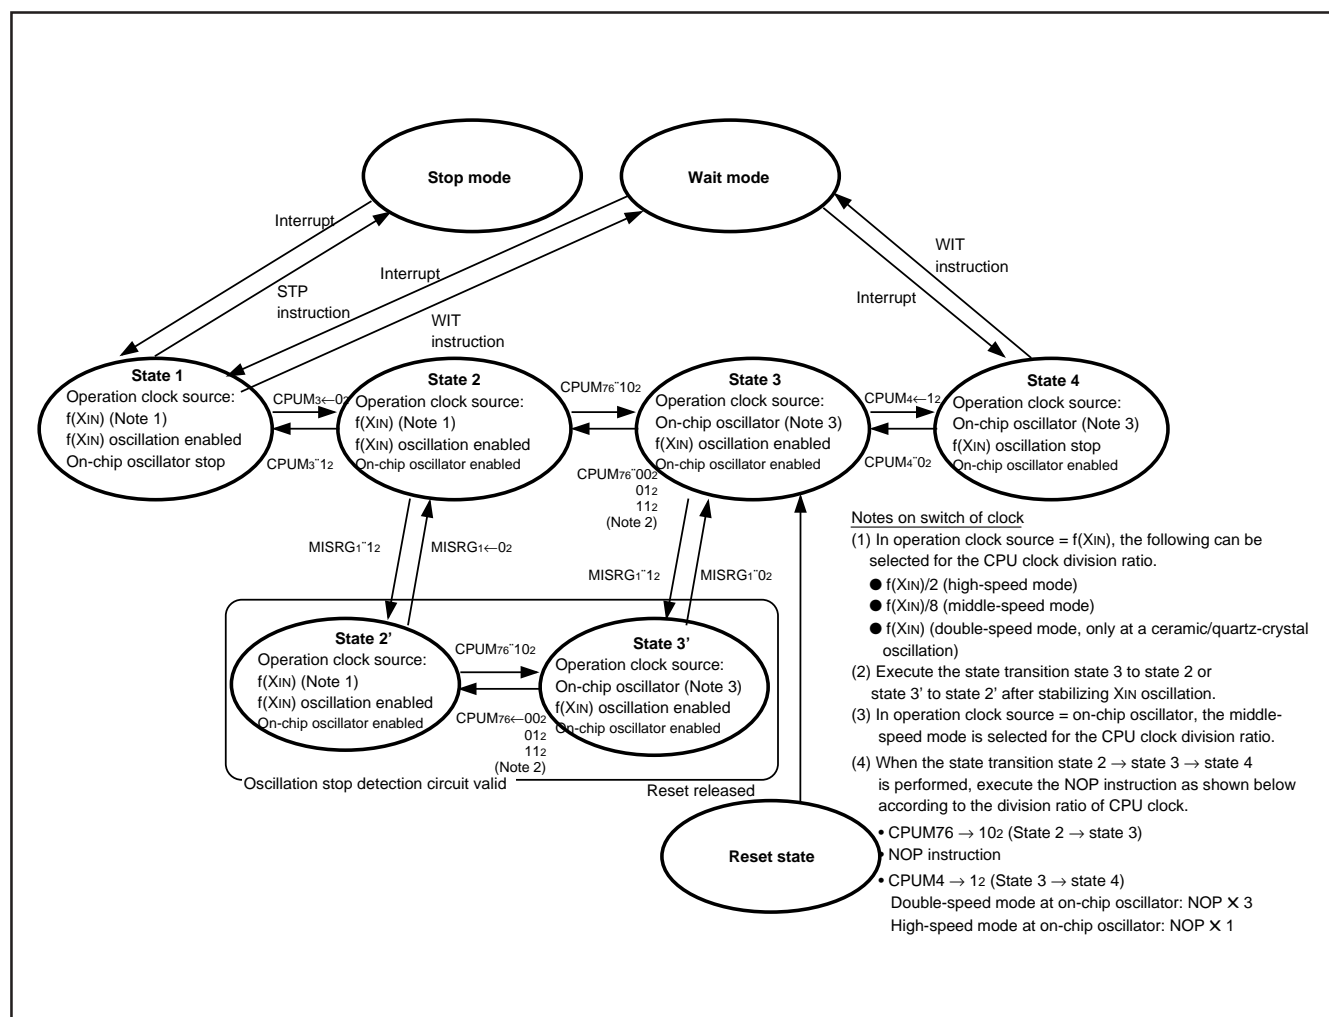 Stop mode
Wait mode
Interrupt
WIT
instruction
Interrupt
STP
instruction
Interrupt
WIT
instruction
State 1
Operation clock source:
f(XIN) (Note 1)
f(XIN) oscillation enabled
On-chip oscillator stop
CPUM3←02
CPUM3¨12
State 2
Operation clock source:
f(XIN) (Note 1)
f(XIN) oscillation enabled
On-chip oscillator enabled
CPUM76¨102
CPUM76¨002
012
112
(Note 2)
State 3
Operation clock source:
On-chip oscillator (Note 3)
f(XIN) oscillation enabled
On-chip oscillator enabled
CPUM4←12
CPUM4¨02
State 4
Operation clock source:
On-chip oscillator (Note 3)
f(XIN) oscillation stop
On-chip oscillator enabled
MISRG1¨12
MISRG1←02
MISRG1¨12
MISRG1¨02
State 2’
Operation clock source:
f(XIN) (Note 1)
f(XIN) oscillation enabled
On-chip oscillator enabled
CPUM76¨102
CPUM76←002
012
112
(Note 2)
State 3’
Operation clock source:
On-chip oscillator (Note 3)
f(XIN) oscillation enabled
On-chip oscillator enabled
Oscillation stop detection circuit valid
Reset released
Reset state
Notes on switch of clock
(1) In operation clock source = f(XIN), the following can be
selected for the CPU clock division ratio.
● f(XIN)/2 (high-speed mode)
● f(XIN)/8 (middle-speed mode)
● f(XIN) (double-speed mode, only at a ceramic/quartz-crystal
oscillation)
(2) Execute the state transition state 3 to state 2 or
state 3’ to state 2’ after stabilizing XIN oscillation.
(3) In operation clock source = on-chip oscillator, the middle-
speed mode is selected for the CPU clock division ratio.
(4) When the state transition state 2 → state 3 → state 4
is performed, execute the NOP instruction as shown below
according to the division ratio of CPU clock.
• CPUM76 → 102 (State 2 → state 3)
• NOP instruction
• CPUM4 → 12 (State 3 → state 4)
Double-speed mode at on-chip oscillator: NOP ✕ 3
High-speed mode at on-chip oscillator: NOP ✕ 1